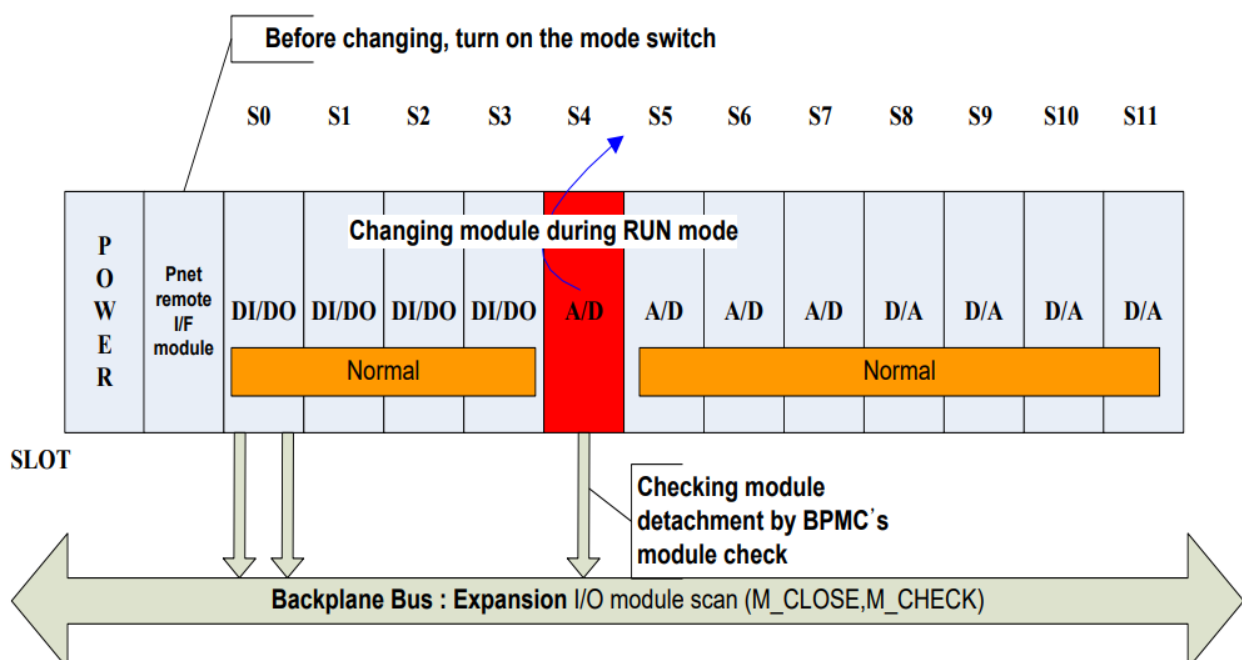 Before changing, turn on the mode switch
S0 S1 S2 S3 S4 S5 S6 S7 S8 S9 S10 S11
Changing module during RUN mode
P
O
W
E
R
Pnet
remote
I/F
module
DI/DO DI/DO DI/DO DI/DO A/D A/D A/D A/D D/A D/A D/A D/A
Normal Normal
SLOT
Checking module
detachment by BPMC's
module check
Backplane Bus : Expansion I/O module scan (M_CLOSE,M_CHECK)